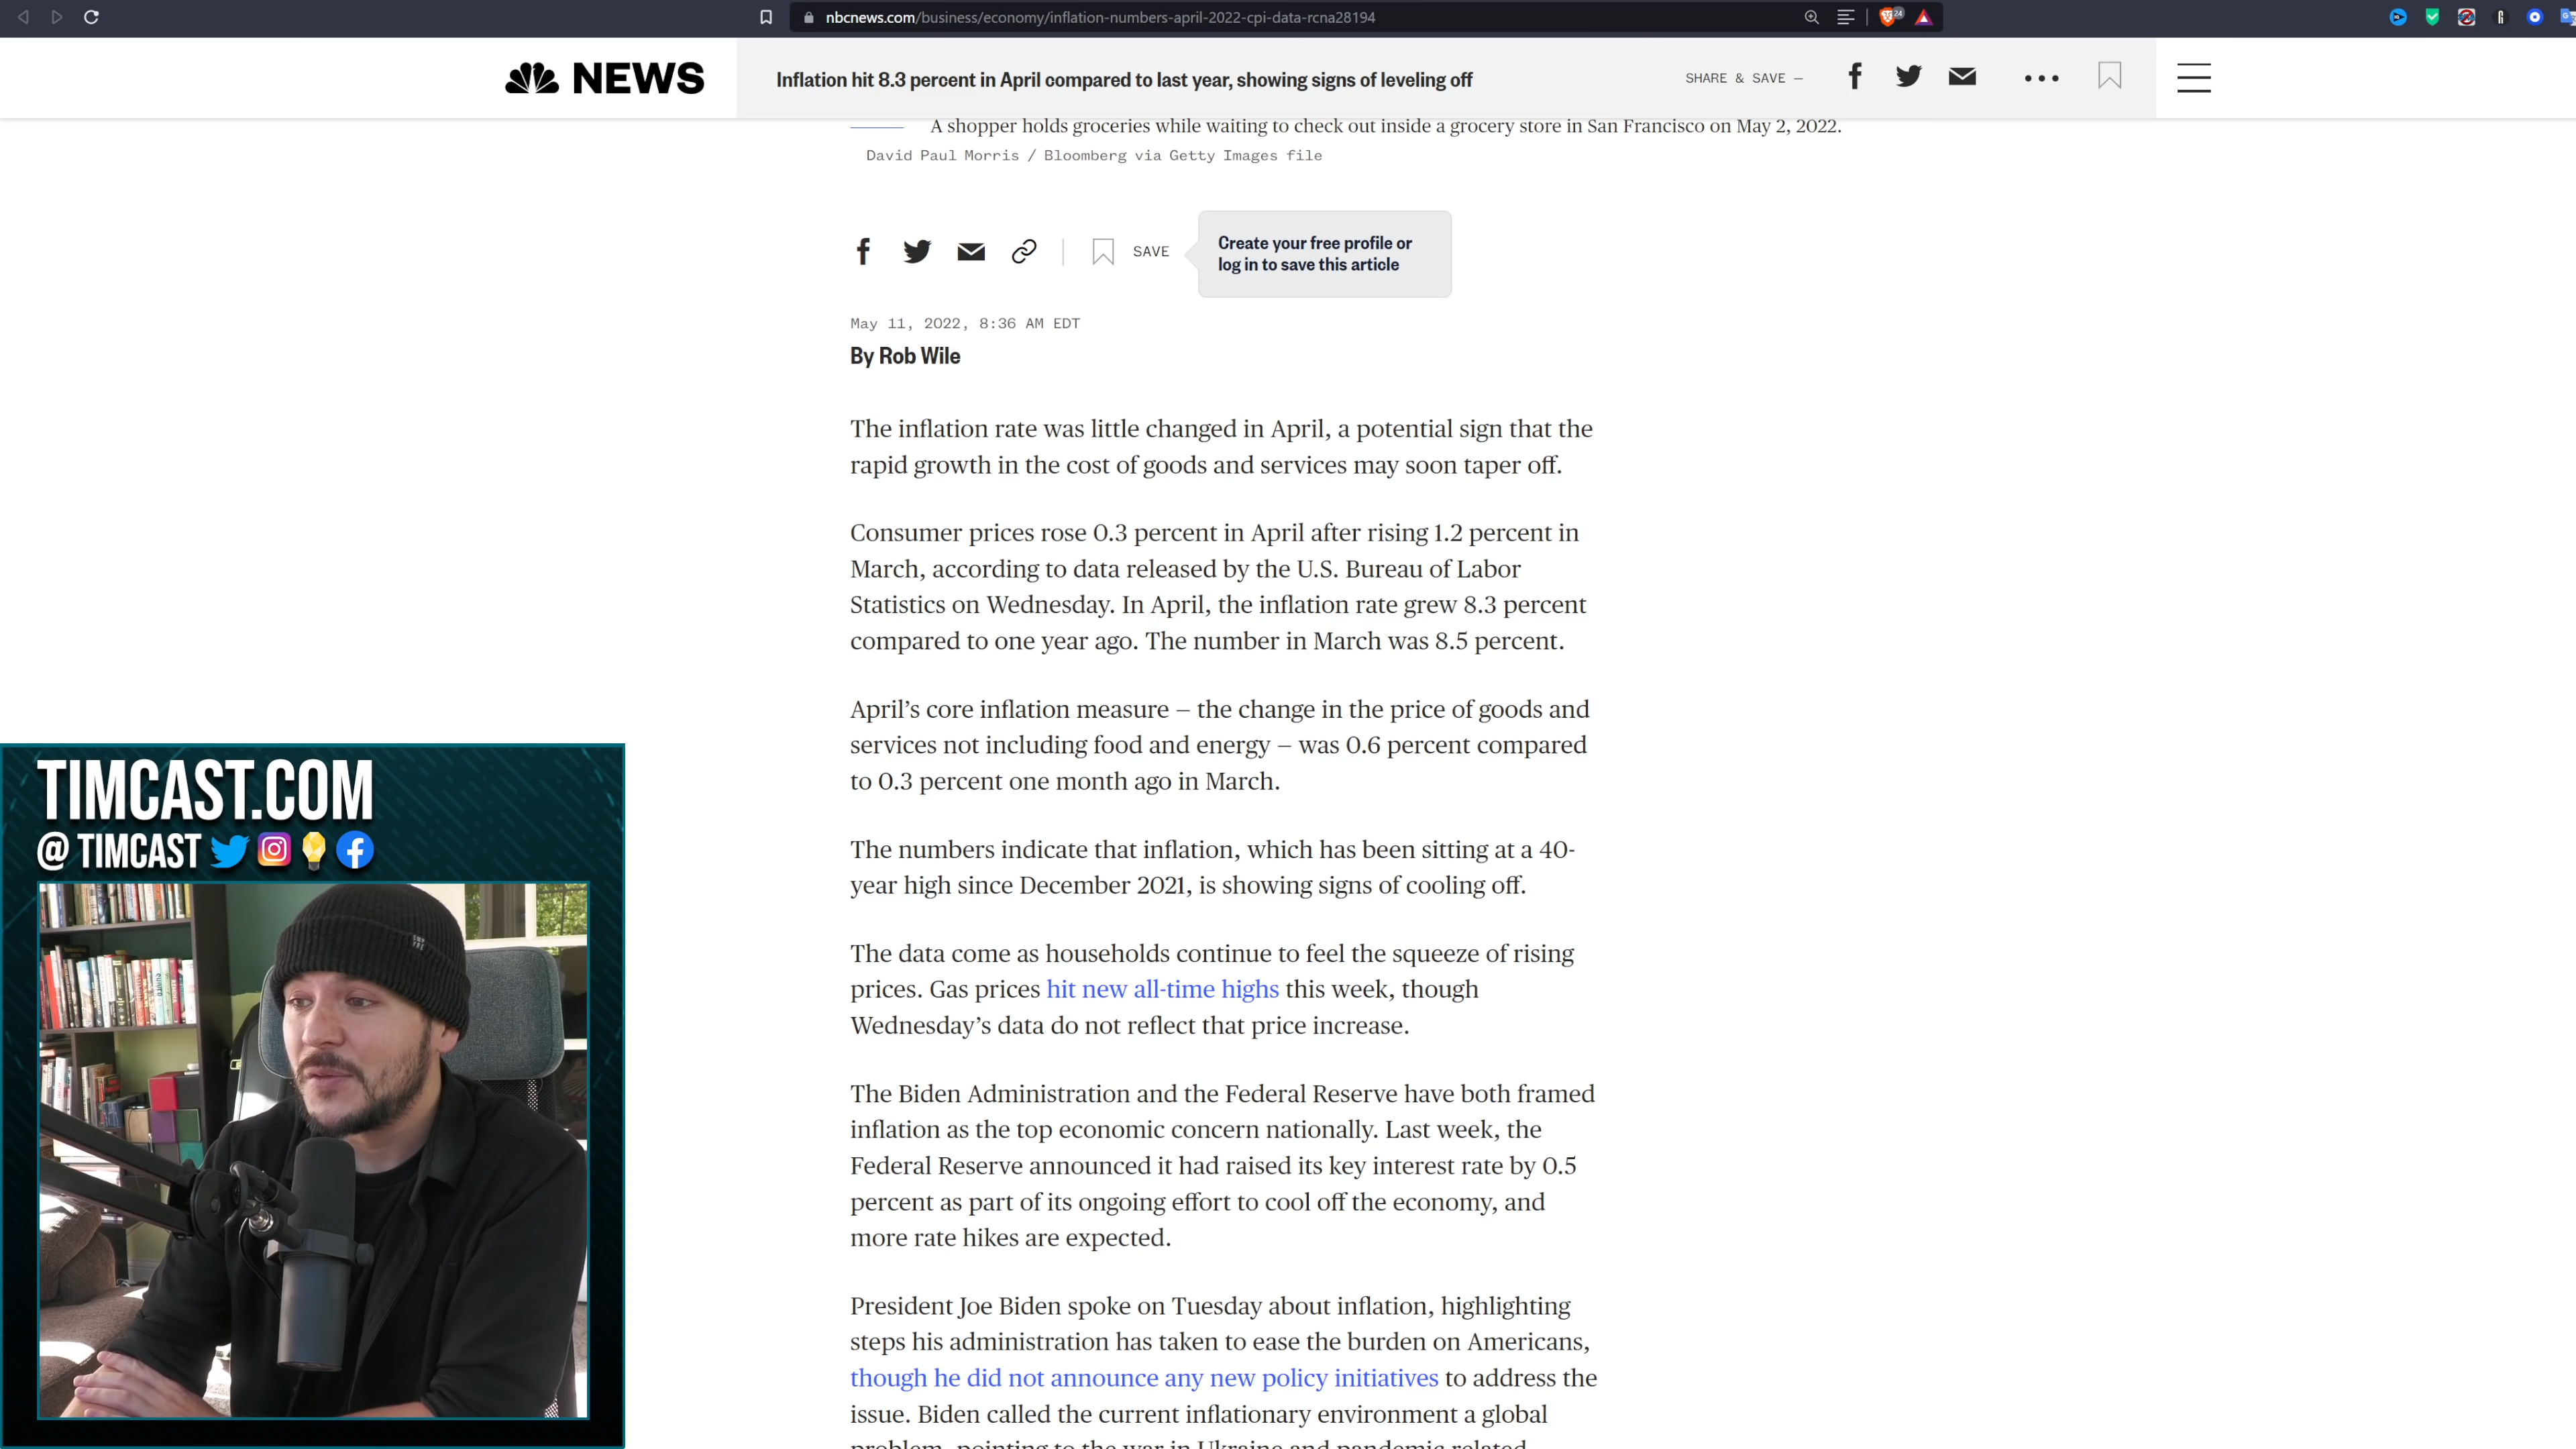 nbcnews.com/business/economy/inflation-numbers-april-2022-cpi-data-rcna28194
24
NEWS
Inflation hit 8.3 percent in April compared to last year, showing signs of leveling off
SHARE & SAVE —
A shopper holds groceries while waiting to check out inside a grocery store in San Francisco on May 2, 2022.
David Paul Morris / Bloomberg via Getty Images file
SAVE
Create your free profile or
log in to save this article
May 11, 2022, 8:36 AM EDT
By Rob Wile
The inflation rate was little changed in April, a potential sign that the
rapid growth in the cost of goods and services may soon taper off.
Consumer prices rose 0.3 percent in April after rising 1.2 percent in
March, according to data released by the U.S. Bureau of Labor
Statistics on Wednesday. In April, the inflation rate grew 8.3 percent
compared to one year ago. The number in March was 8.5 percent.
April’s core inflation measure — the change in the price of goods and
services not including food and energy — was 0.6 percent compared
to 0.3 percent one month ago in March.
The numbers indicate that inflation, which has been sitting at a 40-
year high since December 2021, is showing signs of cooling off.
The data come as households continue to feel the squeeze of rising
prices. Gas prices hit new all-time highs this week, though
Wednesday’s data do not reflect that price increase.
The Biden Administration and the Federal Reserve have both framed
inflation as the top economic concern nationally. Last week, the
Federal Reserve announced it had raised its key interest rate by 0.5
percent as part of its ongoing effort to cool off the economy, and
more rate hikes are expected.
President Joe Biden spoke on Tuesday about inflation, highlighting
steps his administration has taken to ease the burden on Americans,
though he did not announce any new policy initiatives to address the
issue. Biden called the current inflationary environment a global
problem, pointing to the war in Ukraine and pandemic-related
TIMCAST.COM
@ TIMCAST